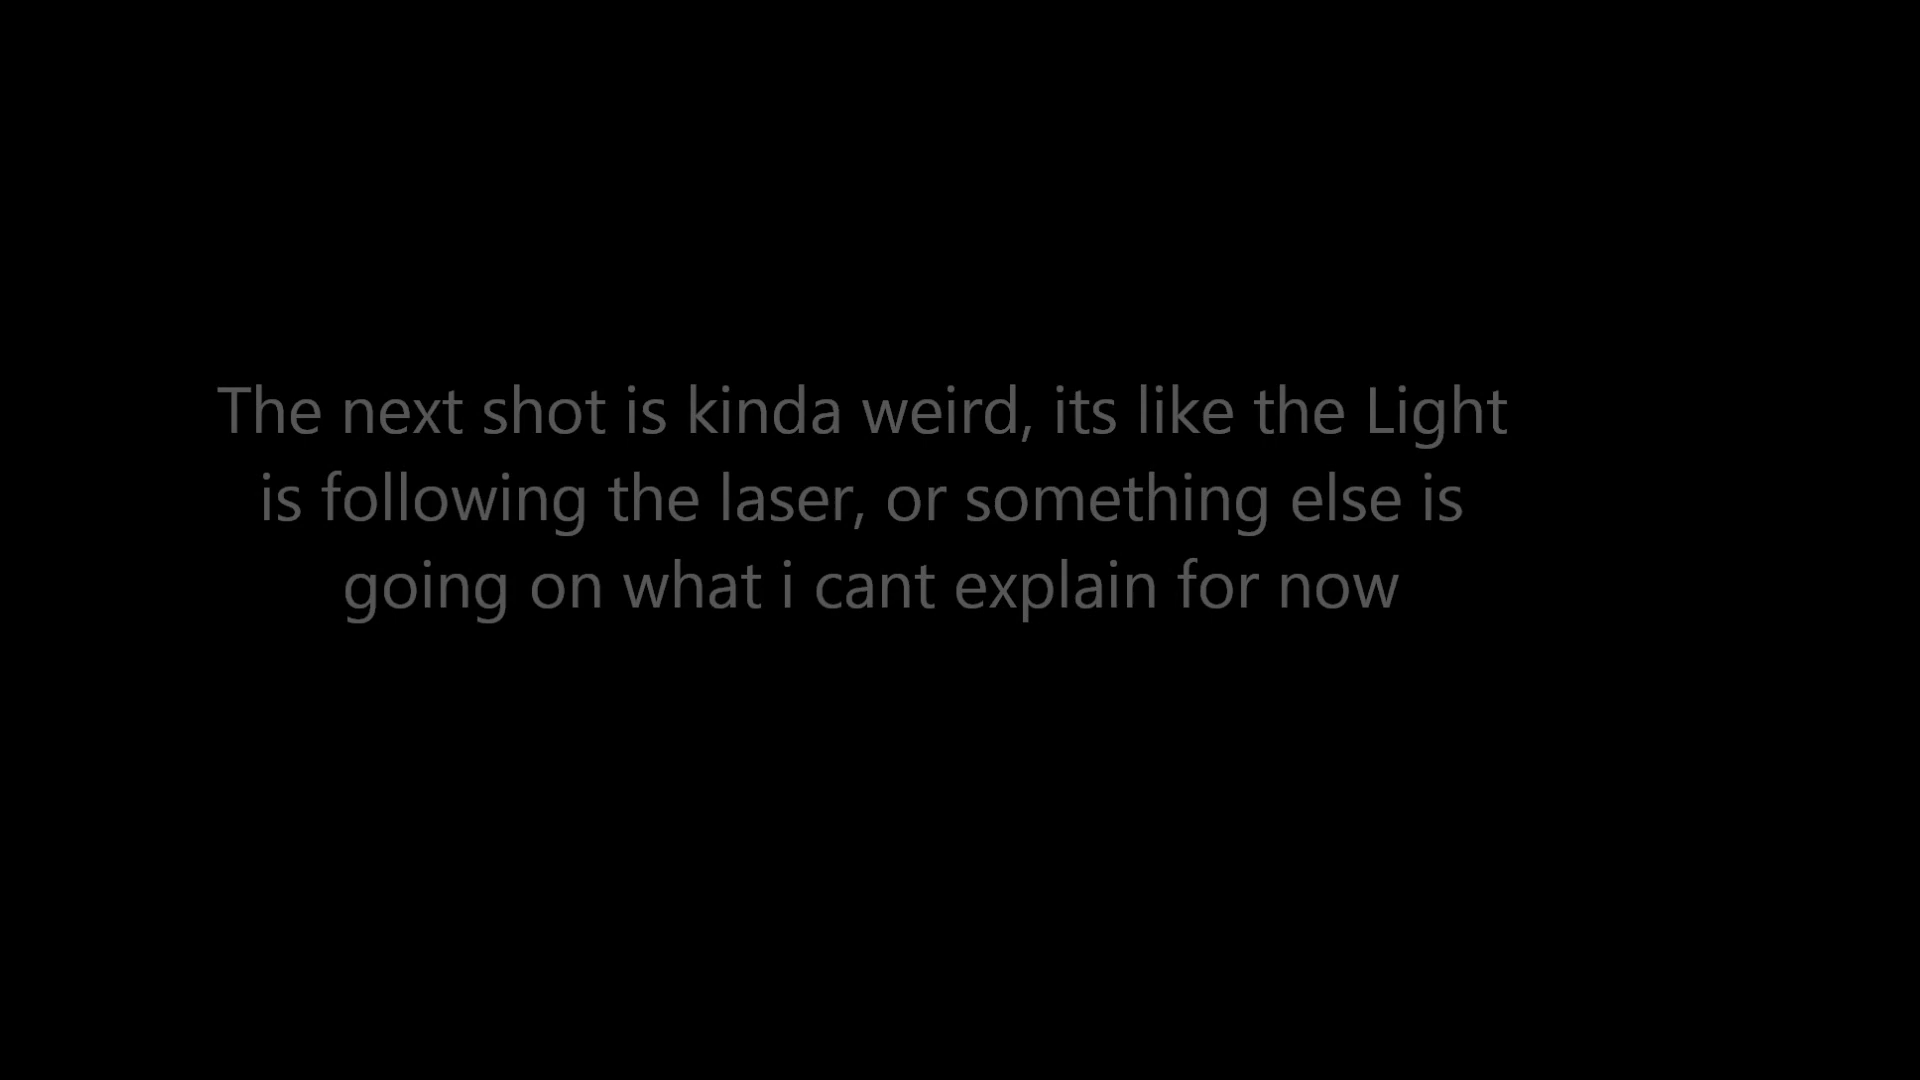 The next shot is kinda weird, its like the Light
is following the laser, or something else is
going on what i cant explain for now